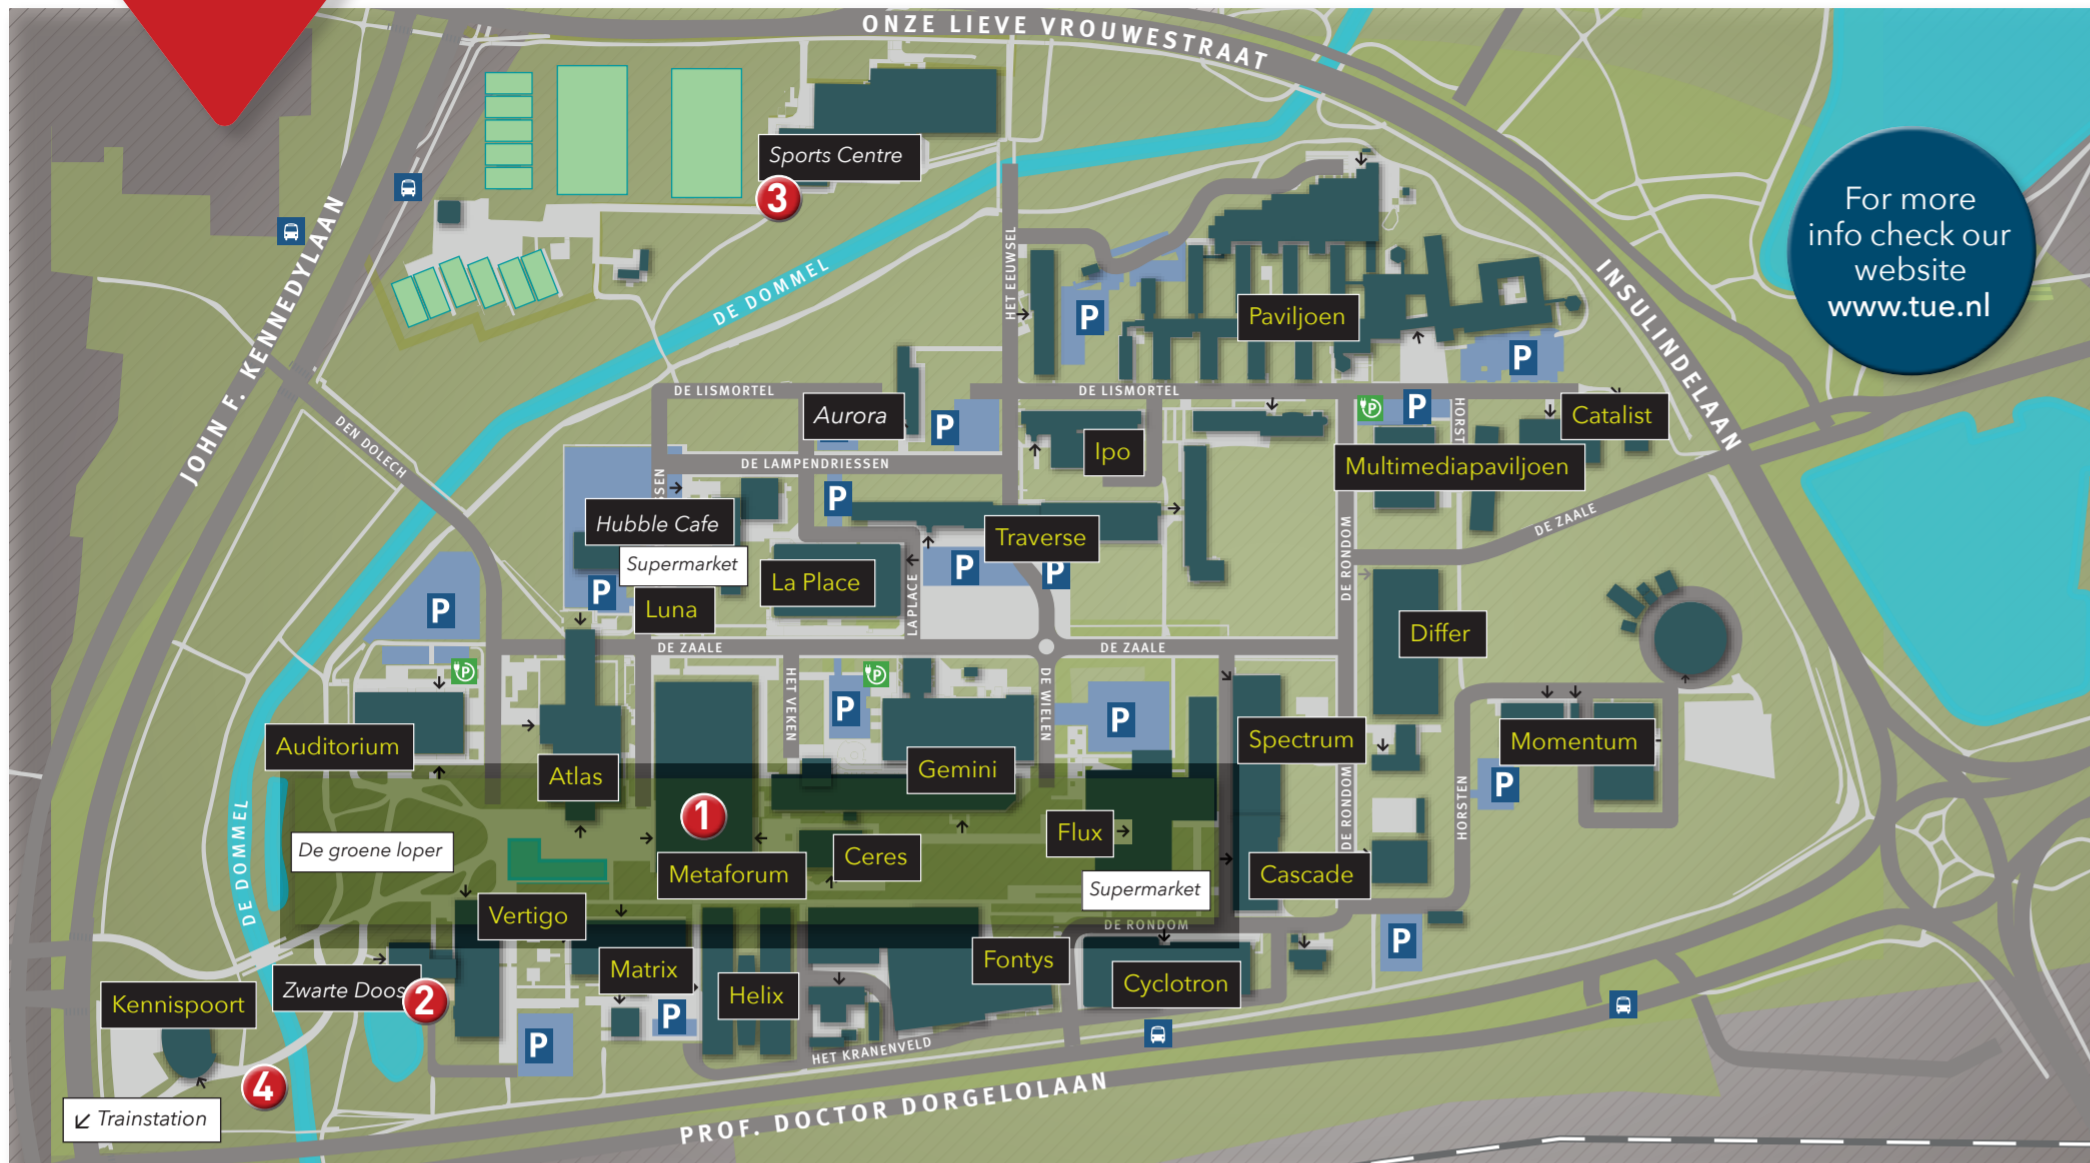 ONZE LIEVE VROUWESTRAAT
Sports Centre
3
For more
info check our
website
www.tue.nl
JOHN F. KENNEDYLAAN
DE DOMMEL
HET EEUWSEL
INSULINDELAAN
P
Paviljoen
P
DE LISMORTEL
DE LISMORTEL
P
P
HORST
Catalist
Aurora
P
DEN DOLECH
DE LAMPENDRIESSEN
Ipo
Multimediapaviljoen
SSEN
P
Hubble Cafe
Traverse
DE ZAALE
Supermarket
P
P
La Place
P
P
Luna
LA PLACE
DE RONDOM
Differ
DE ZAALE
DE ZAALE
P
P
HET VEKEN
P
DE WIELEN
P
Auditorium
Atlas
Gemini
Spectrum
Momentum
P
1
DE DOMMEL
De groene loper
Metaforum
Ceres
Flux
DE RONDOM
HORSTEN
Supermarket
Cascade
Vertigo
DE RONDOM
P
Zwarte Doos
2
Matrix
Fontys
Cyclotron
Kennispoort
Helix
P
P
HET KRANENVELD
4
Trainstation
PROF. DOCTOR DORGELOLAAN